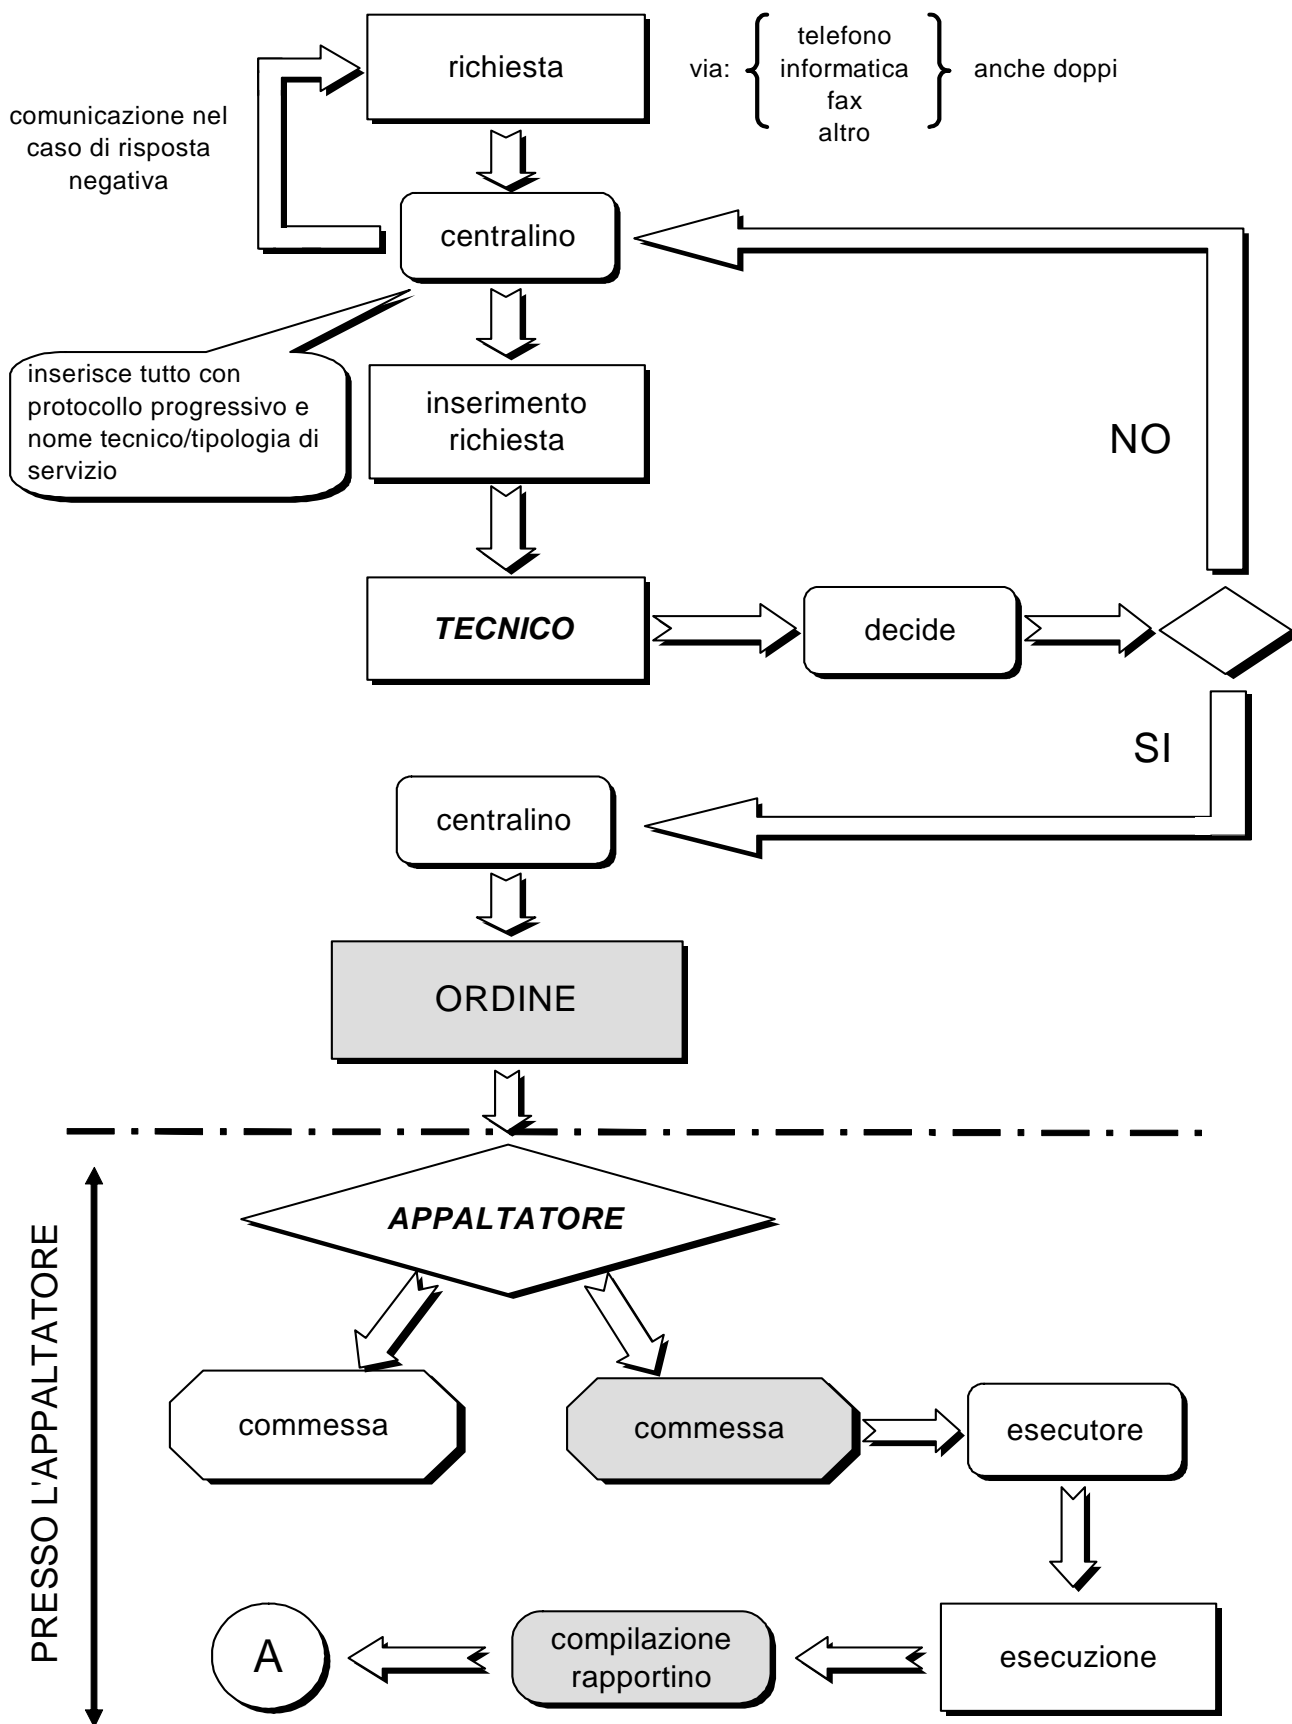 richiesta
via:
telefono
informatica
fax
altro
anche doppi
comunicazione nel
caso di risposta
negativa
centralino
inserisce tutto con
protocollo progressivo e
nome tecnico/tipologia di
servizio
inserimento
richiesta
NO
TECNICO
decide
SI
centralino
ORDINE
PRESSO L'APPALTATORE
APPALTATORE
commessa
commessa
esecutore
esecuzione
compilazione
rapportino
A